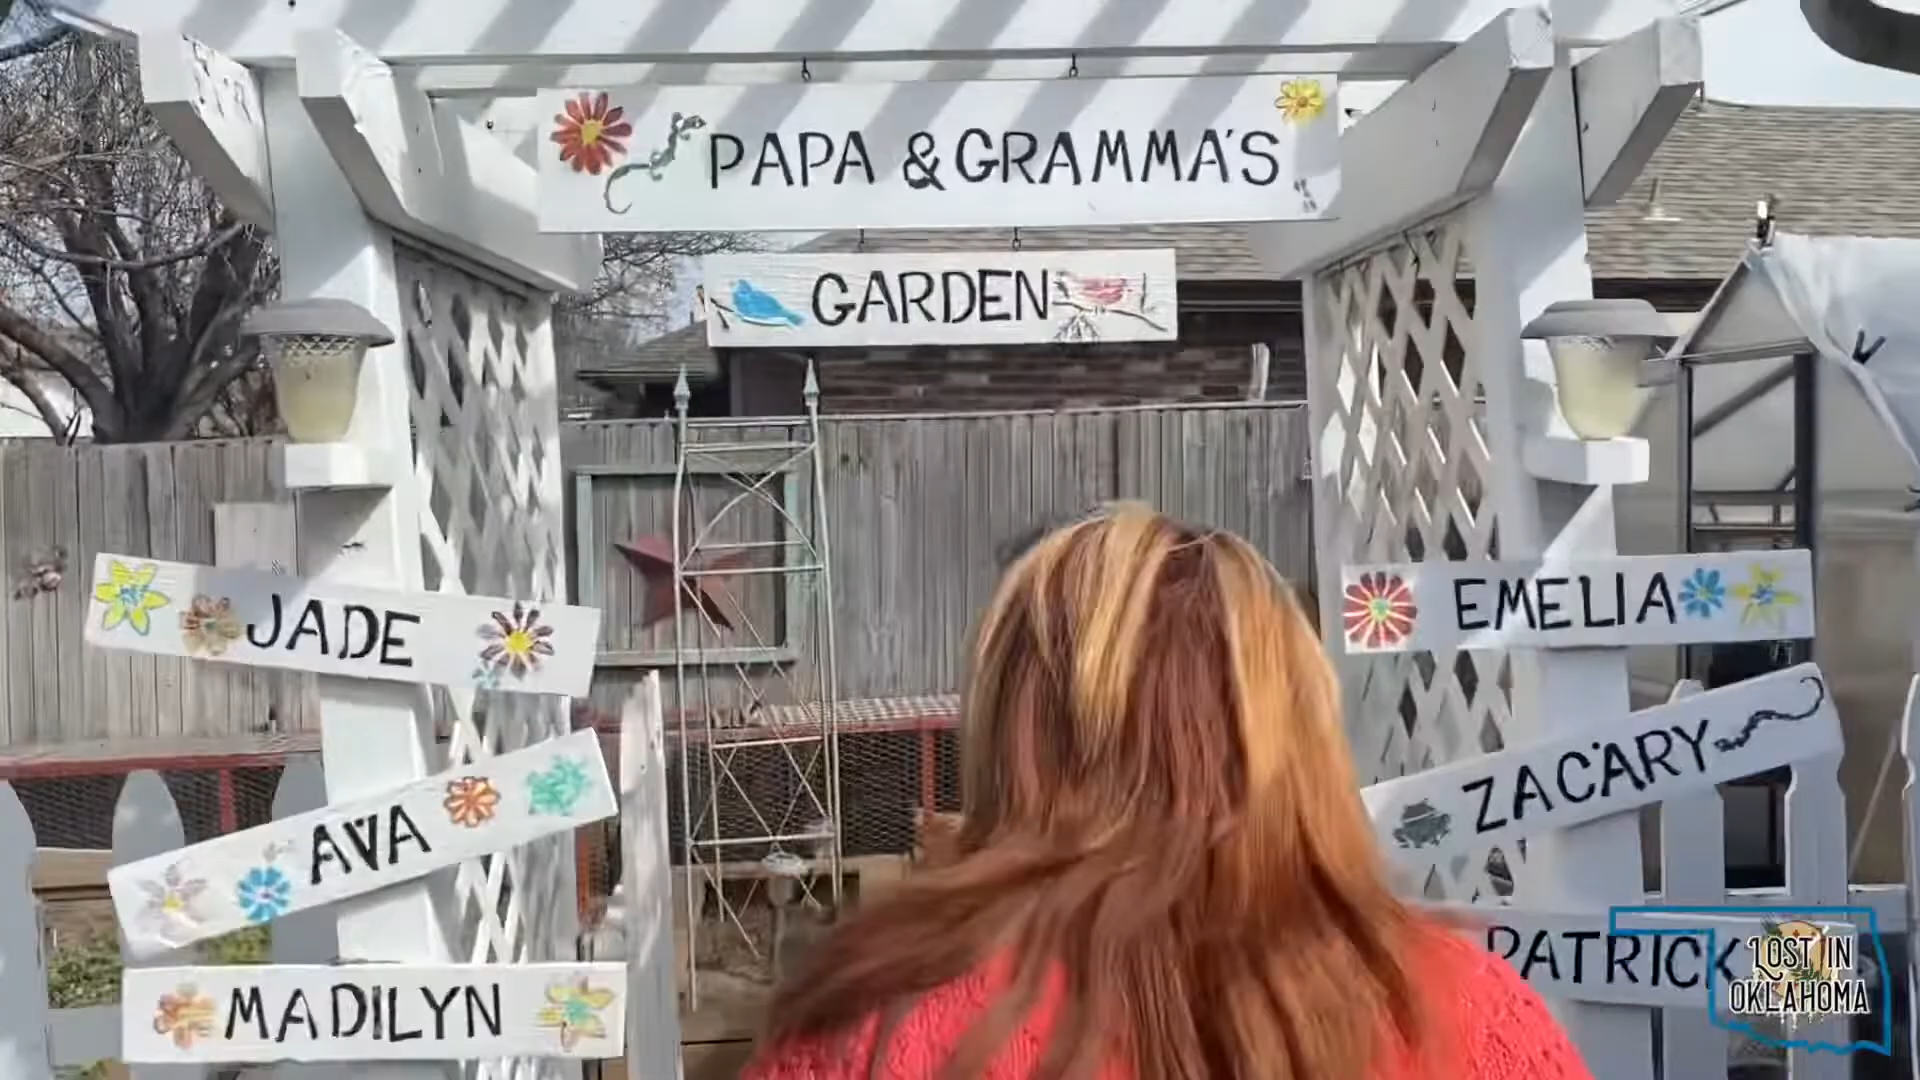 PAPA & GRAMMA'S
GARDEN
JADE
AVA
MADILYN
EMELIA
ZACARY
PATRICK
LOST IN
OKLAHOMA